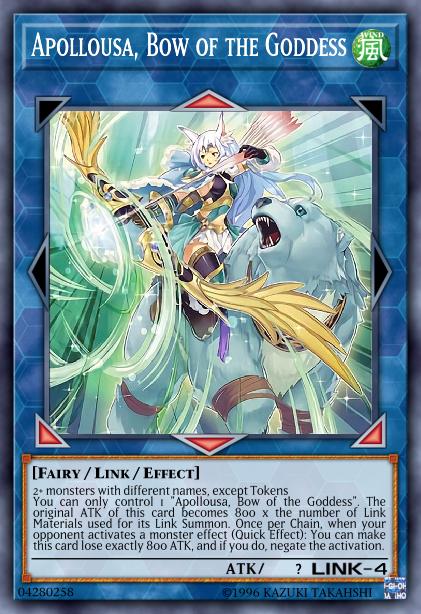 APOLLOUSA, BOW OF THE GODDESS
WIND
風
[FAIRY / LINK / EFFECT]
2+ monsters with different names, except Tokens
You can only control 1 "Apollousa, Bow of the Goddess". The
original ATK of this card becomes 800 x the number of Link
Materials used for its Link Summon. Once per Chain, when your
opponent activates a monster effect (Quick Effect): You can make
this card lose exactly 800 ATK, and if you do, negate the activation.
ATK/ ? LINK-4
04280258
©1996 KAZUKI TAKAHSHI